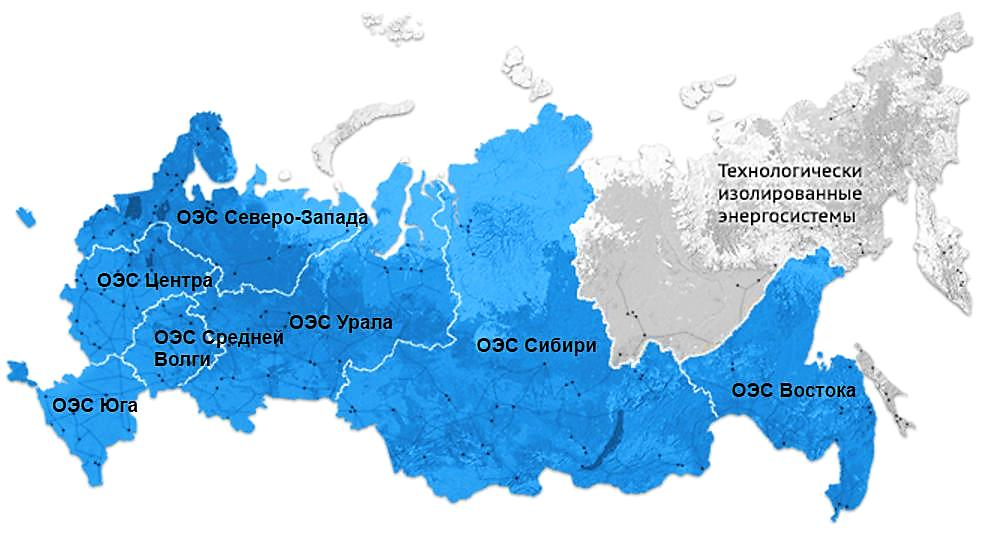 Технологически
изолированные
энергосистемы
ОЭС Северо-Запада
ОЭС Центра
ОЭС Урала
ОЭС Средней
Волги
ОЭС Сибири
ОЭС Востока
ОЭС Юга